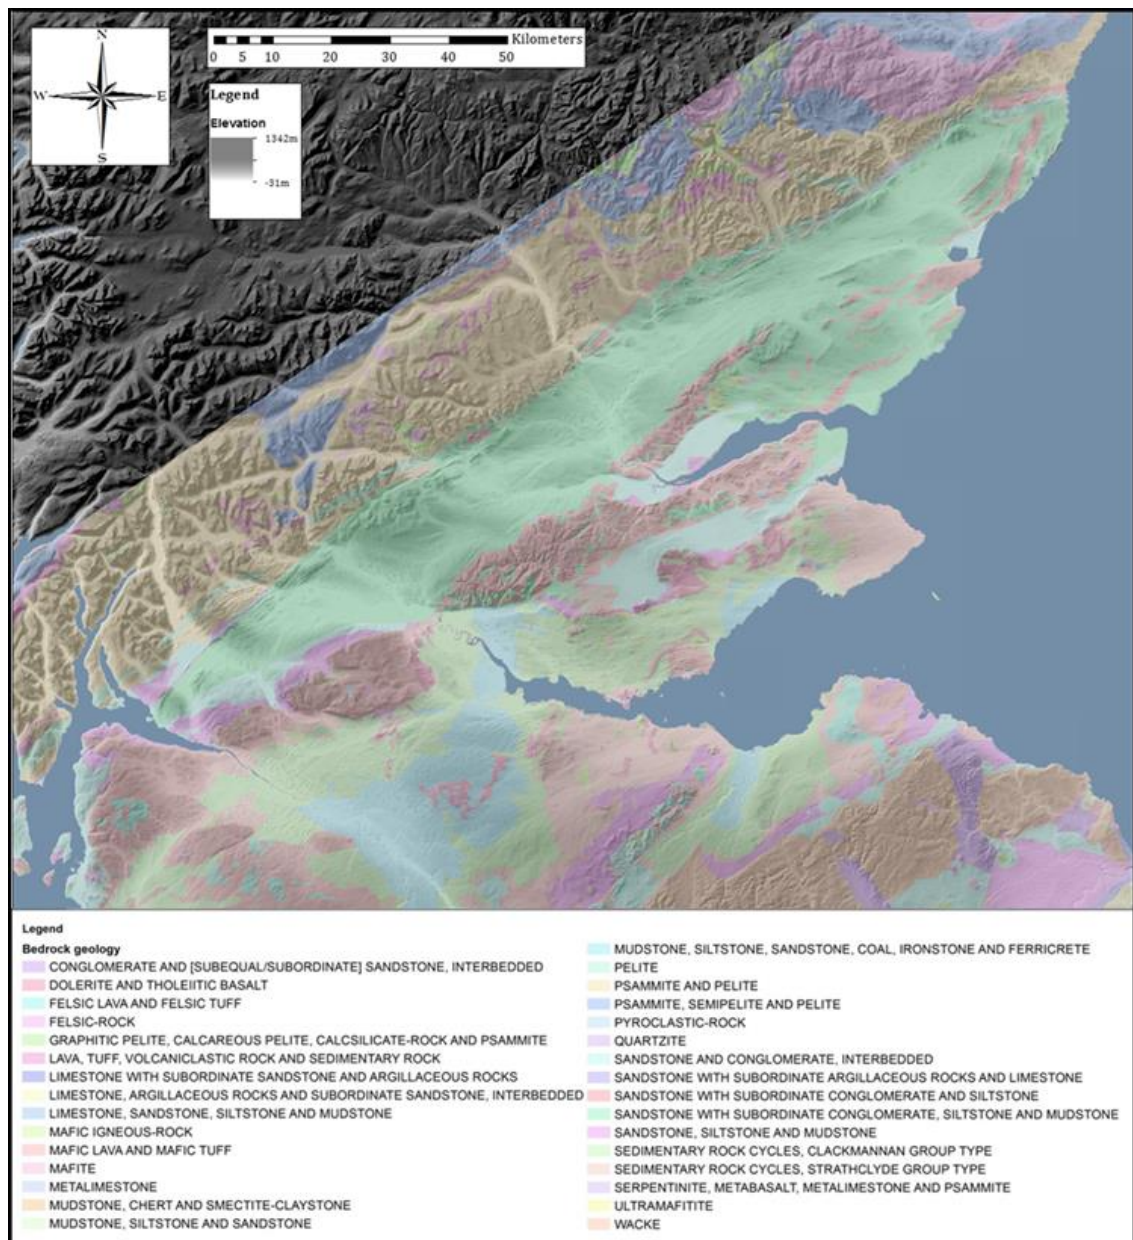 N
W E
S
Kilometers
0 5 10 20 30 40 50
Legend
Elevation
1342m
-31m
Legend
Bedrock geology
CONGLOMERATE AND [SUBEQUAL/SUBORDINATE] SANDSTONE, INTERBEDDED
DOLERITE AND THOLEIITIC BASALT
FELSIC LAVA AND FELSIC TUFF
FELSIC-ROCK
GRAPHITIC PELITE, CALCAREOUS PELITE, CALCSILICATE-ROCK AND PSAMMITE
LAVA, TUFF, VOLCANICLASTIC ROCK AND SEDIMENTARY ROCK
LIMESTONE WITH SUBORDINATE SANDSTONE AND ARGILLACEOUS ROCKS
LIMESTONE, ARGILLACEOUS ROCKS AND SUBORDINATE SANDSTONE, INTERBEDDED
LIMESTONE, SANDSTONE, SILTSTONE AND MUDSTONE
MAFIC IGNEOUS-ROCK
MAFIC LAVA AND MAFIC TUFF
MAFITE
METALIMESTONE
MUDSTONE, CHERT AND SMECTITE-CLAYSTONE
MUDSTONE, SILTSTONE AND SANDSTONE
MUDSTONE, SILTSTONE, SANDSTONE, COAL, IRONSTONE AND FERRICRETE
PELITE
PSAMMITE AND PELITE
PSAMMITE, SEMIPELITE AND PELITE
PYROCLASTIC-ROCK
QUARTZITE
SANDSTONE AND CONGLOMERATE, INTERBEDDED
SANDSTONE WITH SUBORDINATE ARGILLACEOUS ROCKS AND LIMESTONE
SANDSTONE WITH SUBORDINATE CONGLOMERATE AND SILTSTONE
SANDSTONE WITH SUBORDINATE CONGLOMERATE, SILTSTONE AND MUDSTONE
SANDSTONE, SILTSTONE AND MUDSTONE
SEDIMENTARY ROCK CYCLES, CLACKMANNAN GROUP TYPE
SEDIMENTARY ROCK CYCLES, STRATHCLYDE GROUP TYPE
SERPENTINITE, METABASALT, METALIMESTONE AND PSAMMITE
ULTRAMAFITITE
WACKE